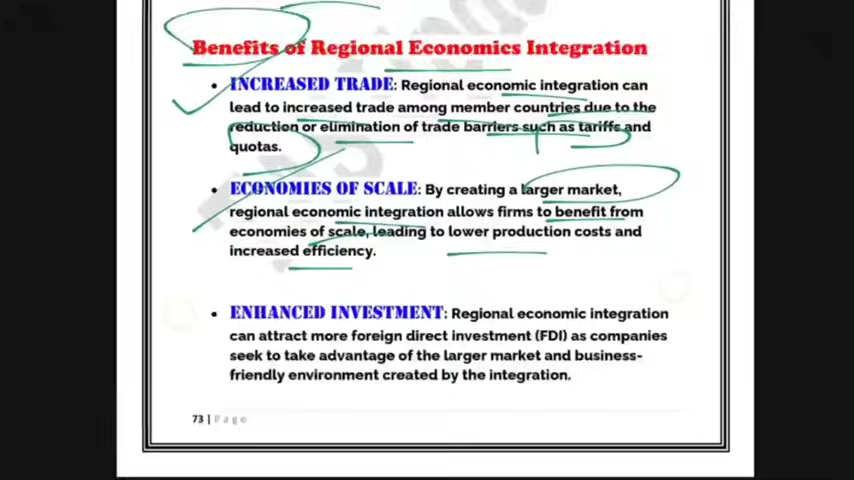 Benefits of Regional Economics Integration
• INCREASED TRADE: Regional economic integration can
lead to increased trade among member countries due to the
reduction or elimination of trade barriers such as tariffs and
quotas.
• ECONOMIES OF SCALE: By creating a larger market,
regional economic integration allows firms to benefit from
economies of scale, leading to lower production costs and
increased efficiency.
• ENHANCED INVESTMENT: Regional economic integration
can attract more foreign direct investment (FDI) as companies
seek to take advantage of the larger market and business-
friendly environment created by the integration.
73 | Page